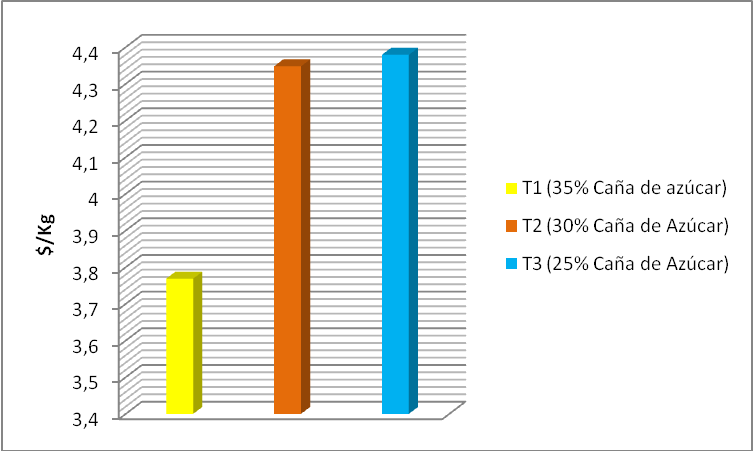 4,4
4,3
4,2
4,1
4
3,9
3,8
3,7
3,6
3,5
3,4
$/Kg
T1 (35% Caña de azúcar)
T2 (30% Caña de Azúcar)
T3 (25% Caña de Azúcar)